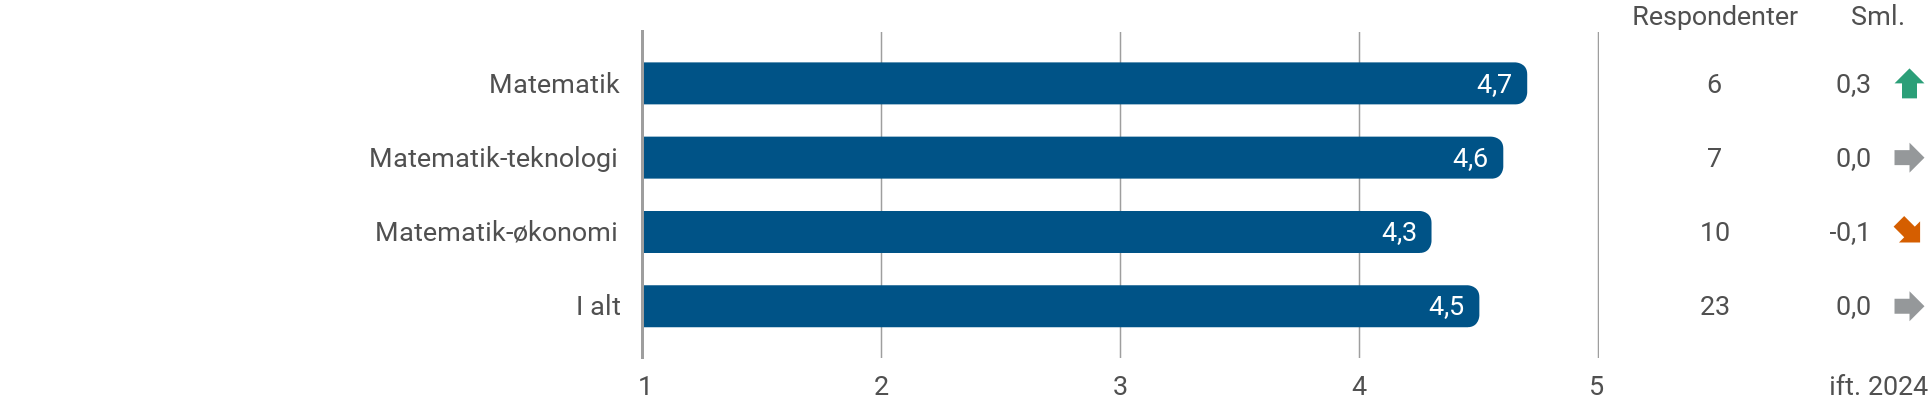 Respondenter Sml.
Matematik 4,7 6 0,3
Matematik-teknologi 4,6 7 0,0
Matematik-økonomi 4,3 10 -0,1
I alt 4,5 23 0,0
1 2 3 4 5 ift. 2024